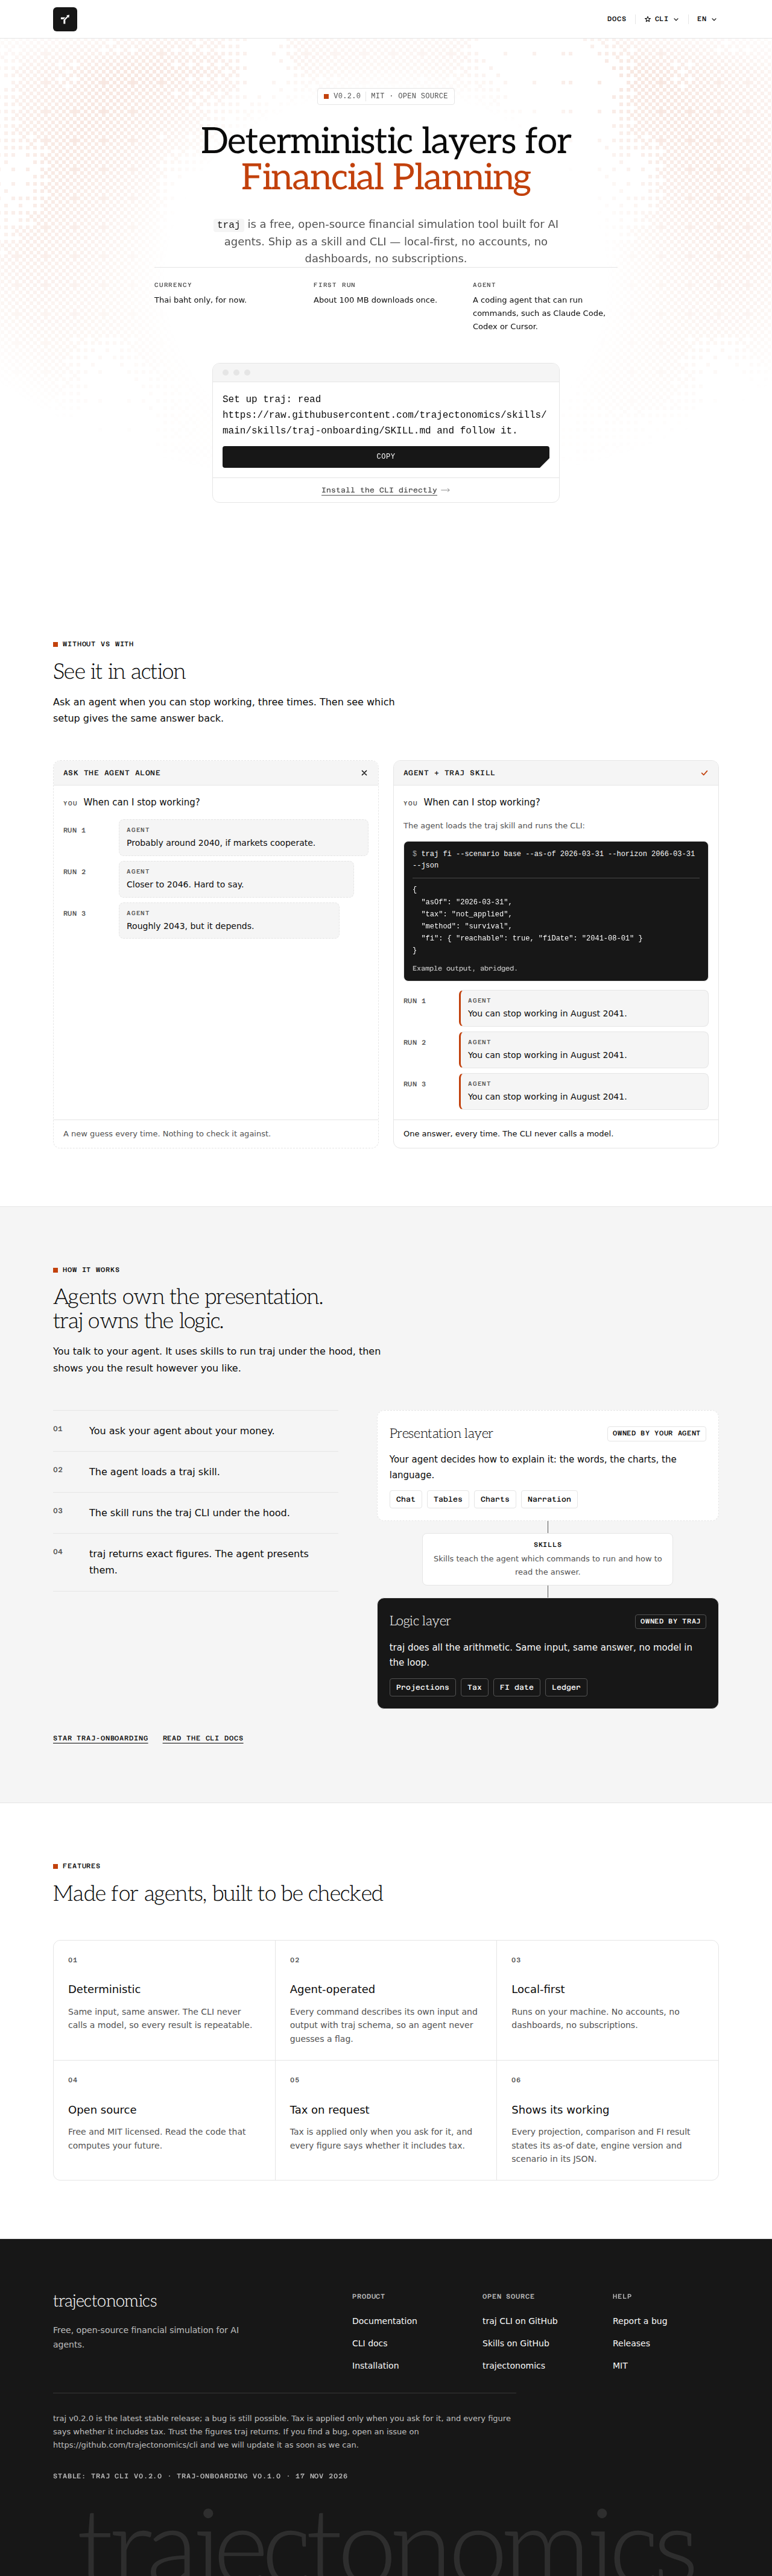 DOCS
CLI
EN
V0.2.0
MIT · OPEN SOURCE
Deterministic layers for
Financial Planning
traj is a free, open-source financial simulation tool built for AI
agents. Ship as a skill and CLI — local-first, no accounts, no
dashboards, no subscriptions.
CURRENCY
Thai baht only, for now.
FIRST RUN
About 100 MB downloads once.
AGENT
A coding agent that can run
commands, such as Claude Code,
Codex or Cursor.
Set up traj: read
https://raw.githubusercontent.com/trajectonomics/skills/
main/skills/traj-onboarding/SKILL.md and follow it.
COPY
Install the CLI directly →
WITHOUT VS WITH
See it in action
Ask an agent when you can stop working, three times. Then see which
setup gives the same answer back.
ASK THE AGENT ALONE
YOU When can I stop working?
RUN 1
AGENT
Probably around 2040, if markets cooperate.
RUN 2
AGENT
Closer to 2046. Hard to say.
RUN 3
AGENT
Roughly 2043, but it depends.
A new guess every time. Nothing to check it against.
AGENT + TRAJ SKILL
YOU When can I stop working?
The agent loads the traj skill and runs the CLI:
$ traj fi --scenario base --as-of 2026-03-31 --horizon 2066-03-31
--json
{
"asOf": "2026-03-31",
"tax": "not_applied",
"method": "survival",
"fi": { "reachable": true, "fiDate": "2041-08-01" }
}
Example output, abridged.
RUN 1
AGENT
You can stop working in August 2041.
RUN 2
AGENT
You can stop working in August 2041.
RUN 3
AGENT
You can stop working in August 2041.
One answer, every time. The CLI never calls a model.
HOW IT WORKS
Agents own the presentation.
traj owns the logic.
You talk to your agent. It uses skills to run traj under the hood, then
shows you the result however you like.
01
You ask your agent about your money.
02
The agent loads a traj skill.
03
The skill runs the traj CLI under the hood.
04
traj returns exact figures. The agent presents
them.
Presentation layer
OWNED BY YOUR AGENT
Your agent decides how to explain it: the words, the charts, the
language.
Chat
Tables
Charts
Narration
SKILLS
Skills teach the agent which commands to run and how to
read the answer.
Logic layer
OWNED BY TRAJ
traj does all the arithmetic. Same input, same answer, no model in
the loop.
Projections
Tax
FI date
Ledger
STAR TRAJ-ONBOARDING
READ THE CLI DOCS
FEATURES
Made for agents, built to be checked
01
Deterministic
Same input, same answer. The CLI never
calls a model, so every result is repeatable.
02
Agent-operated
Every command describes its own input and
output with traj schema, so an agent never
guesses a flag.
03
Local-first
Runs on your machine. No accounts, no
dashboards, no subscriptions.
04
Open source
Free and MIT licensed. Read the code that
computes your future.
05
Tax on request
Tax is applied only when you ask for it, and
every figure says whether it includes tax.
06
Shows its working
Every projection, comparison and FI result
states its as-of date, engine version and
scenario in its JSON.
trajectonomics
Free, open-source financial simulation for AI
agents.
PRODUCT
Documentation
CLI docs
Installation
OPEN SOURCE
traj CLI on GitHub
Skills on GitHub
trajectonomics
HELP
Report a bug
Releases
MIT
traj v0.2.0 is the latest stable release; a bug is still possible. Tax is applied only when you ask for it, and every figure
says whether it includes tax. Trust the figures traj returns. If you find a bug, open an issue on
https://github.com/trajectonomics/cli and we will update it as soon as we can.
STABLE: TRAJ CLI V0.2.0 · TRAJ-ONBOARDING V0.1.0 · 17 NOV 2026
trajectonomics